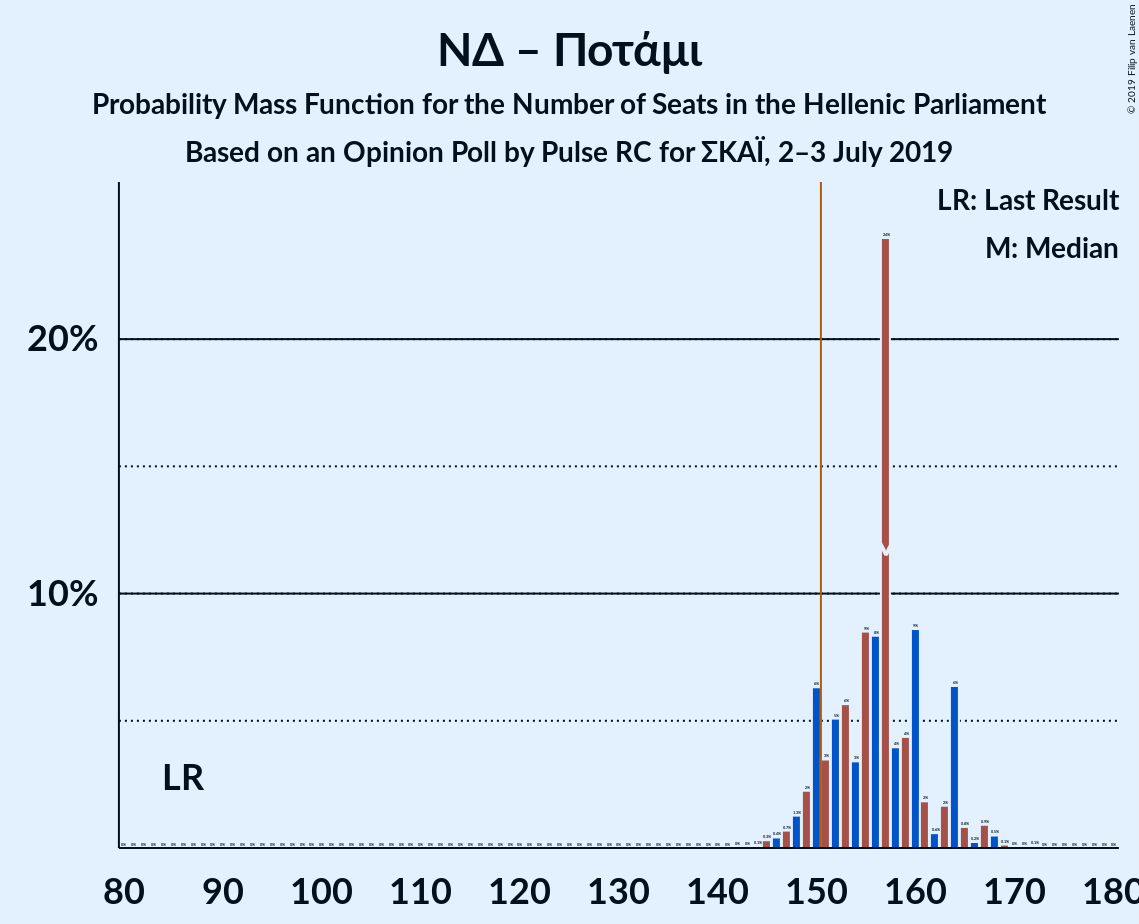 ΝΔ – Ποτάμι
Probability Mass Function for the Number of Seats in the Hellenic Parliament
Based on an Opinion Poll by Pulse RC for ΣΚΑΪ, 2–3 July 2019
© 2019 Filip van Laenen
LR: Last Result
M: Median
20%
10%
LR
80 90 100 110 120 130 140 150 160 170 180